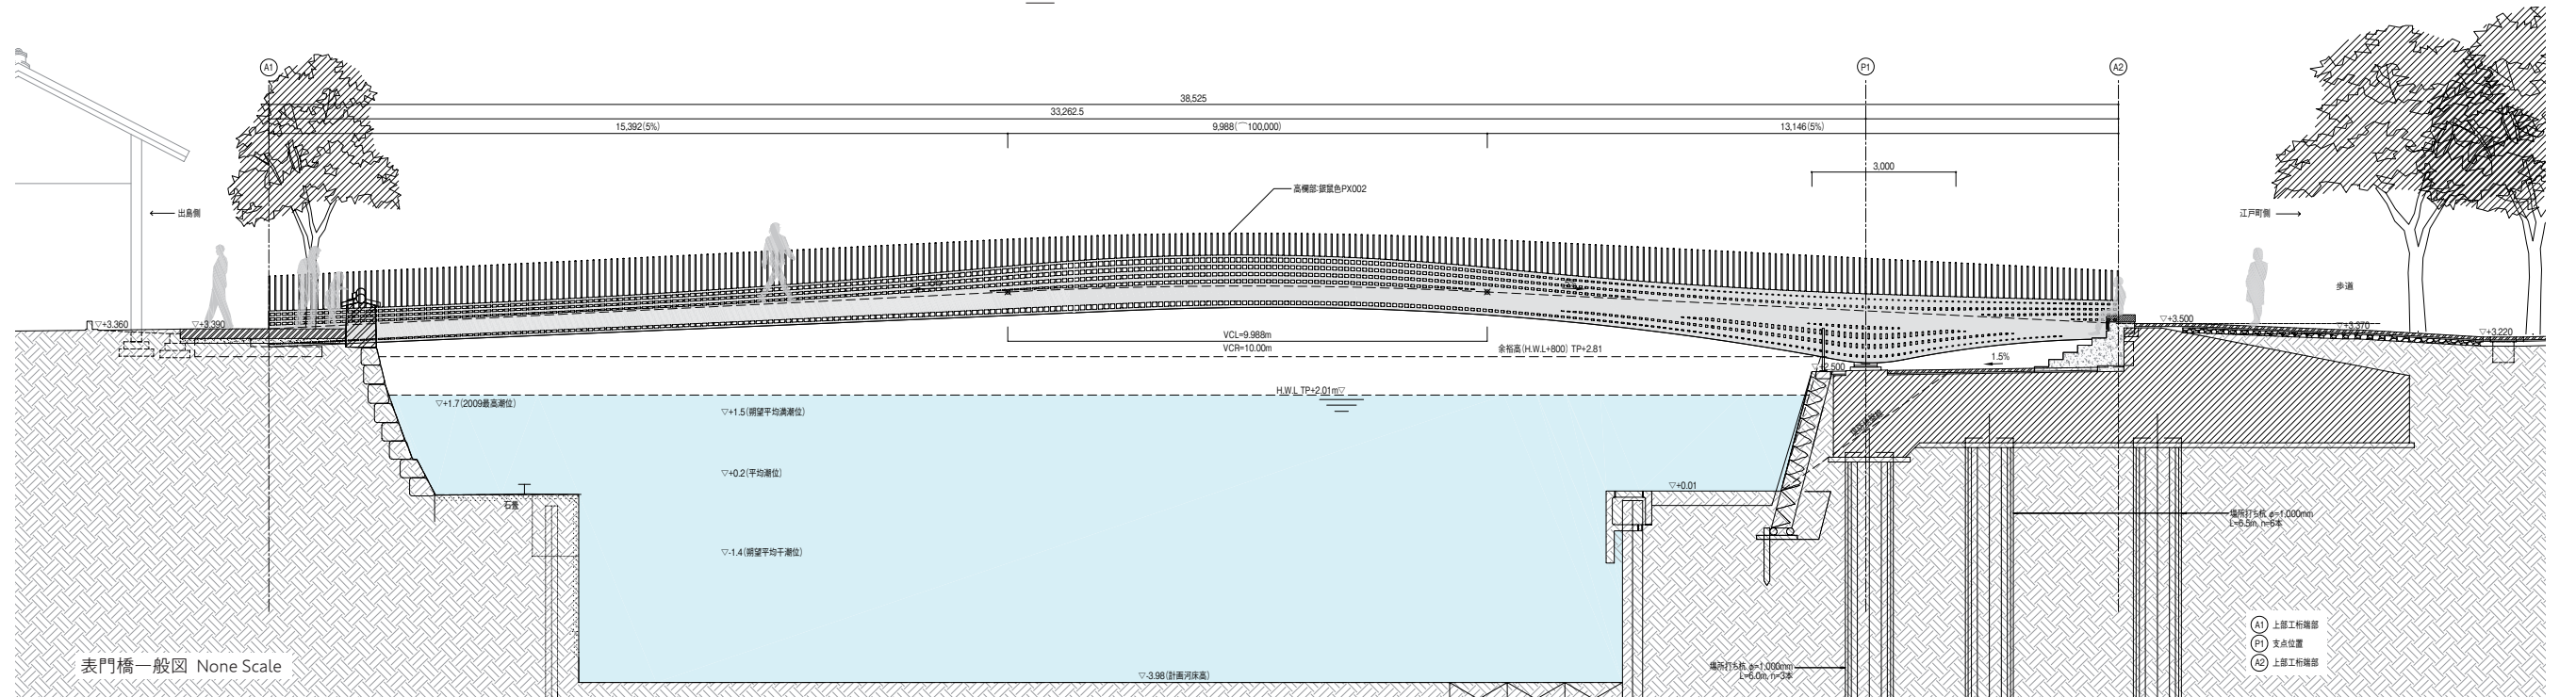 A1
P1
A2
38,525
33,262.5
15,392(5%)
9,988(⌒100,000)
13,146(5%)
3,000
高欄部:銀鼠色PX002
出島側
江戸町側
歩道
▽+3.360
▽+3.390
▽+3.500
▽+3.370
▽+3.220
VCL=9.988m
VCR=10.00m
余裕高(H.W.L+800) TP+2.81
1.5%
H.W.L TP+2.01m▽
▽+1.7(2009最高潮位)
▽+1.5(朔望平均満潮位)
▽+0.2(平均潮位)
▽+0.01
石畳
場所打ち杭 φ=1,000mm
L=6.5m, n=6本
▽-1.4(朔望平均干潮位)
A1 上部工桁端部
P1 支点位置
A2 上部工桁端部
表門橋一般図 None Scale
場所打ち杭 φ=1,000mm
L=6.0m, n=3本
▽-3.98(計画河床高)